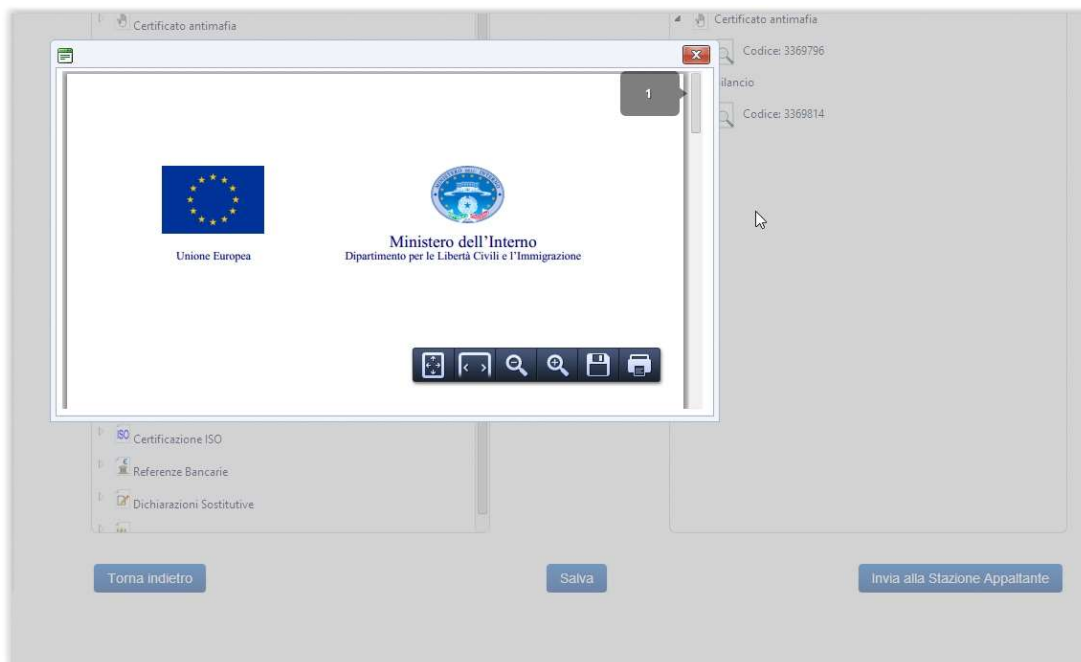 Certificato antimafia
Certificato antimafia
Codice: 3369796
ilancio
Codice: 3369814
1
Unione Europea
Ministero dell'Interno
Dipartimento per le Libertà Civili e l'Immigrazione
ISO Certificazione ISO
Referenze Bancarie
Dichiarazioni Sostitutive
Torna indietro
Salva
Invia alla Stazione Appaltante